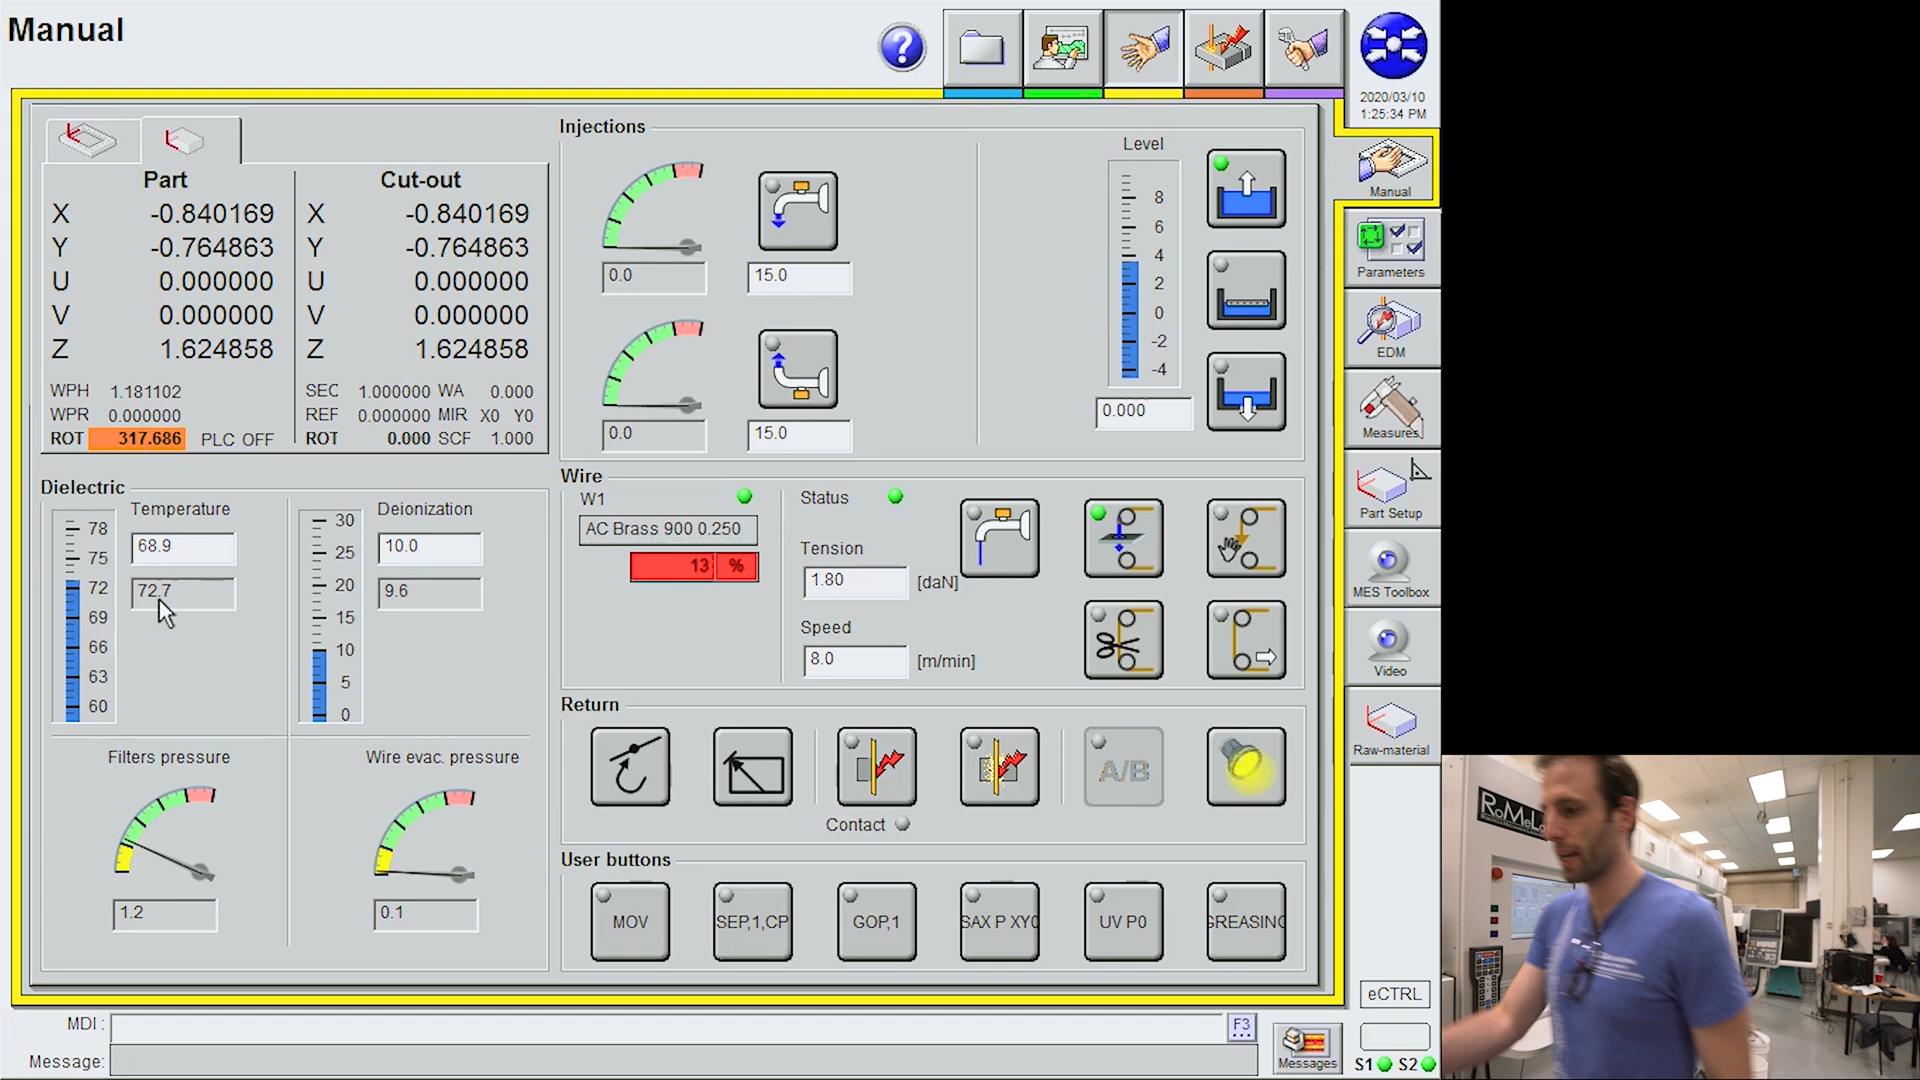 Manual
2020/03/10
1:25:34 PM
Part
Cut-out
X -0.840169 X -0.840169
Y -0.764863 Y -0.764863
U 0.000000 U 0.000000
V 0.000000 V 0.000000
Z 1.624858 Z 1.624858
WPH 1.181102 SEC 1.000000 WA 0.000
WPR 0.000000 REF 0.000000 MIR X0 Y0
ROT 317.686 PLC OFF ROT 0.000 SCF 1.000
Injections
0.0
15.0
0.0
15.0
Level
8
6
4
2
0
-2
-4
0.000
Dielectric
Temperature
78
75
72
69
66
63
60
68.9
72.7
Deionization
30
25
20
15
10
5
0
10.0
9.6
Filters pressure
1.2
Wire evac. pressure
0.1
Wire
W1
AC Brass 900 0.250
13 %
Status
Tension
1.80 [daN]
Speed
8.0 [m/min]
Return
Contact
A/B
User buttons
MOV
SEP,1,CP
GOP,1
SAX P XY0
UV P0
GREASING
Manual
Parameters
EDM
Measures
Part Setup
MES Toolbox
Video
Raw-material
eCTRL
S1 S2
MDI :
F3
Message:
Messages